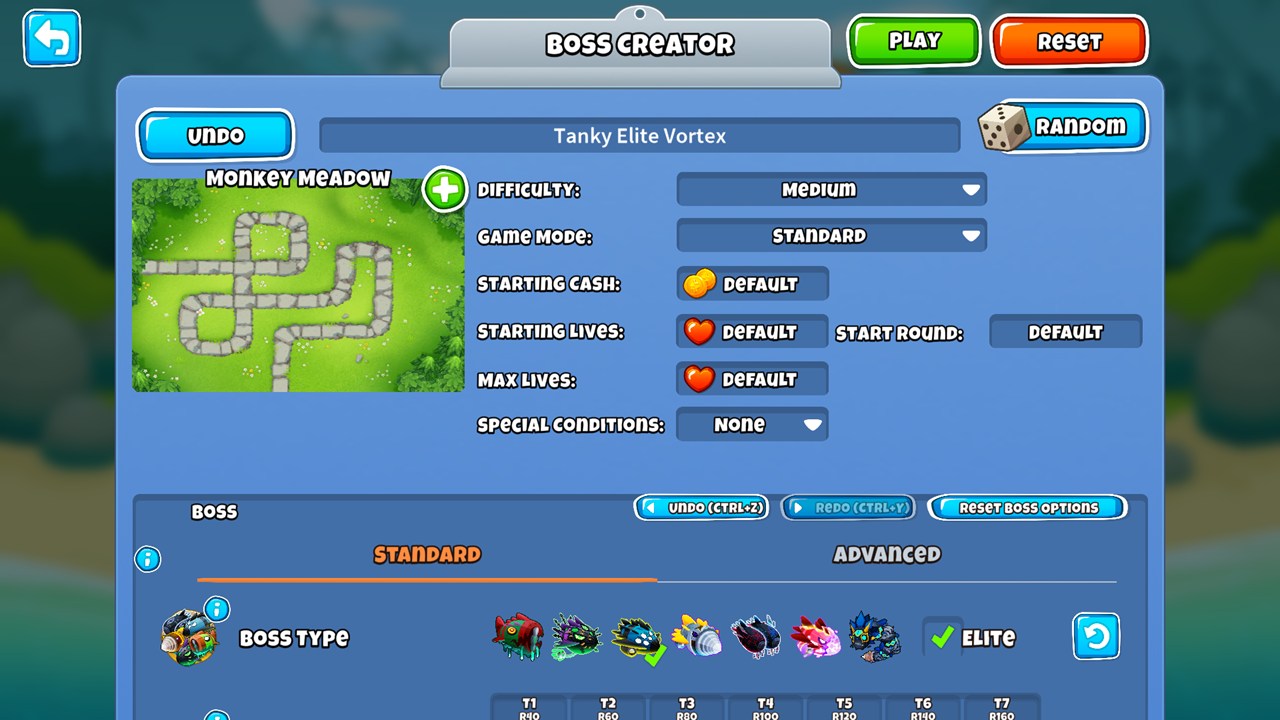 BOSS CREATOR
PLAY
RESET
UNDO
Tanky Elite Vortex
RANDOM
MONKEY MEADOW
DIFFICULTY:
MEDIUM
GAME MODE:
STANDARD
STARTING CASH:
DEFAULT
STARTING LIVES:
DEFAULT
START ROUND:
DEFAULT
MAX LIVES:
DEFAULT
SPECIAL CONDITIONS:
NONE
BOSS
UNDO (CTRL+Z)
REDO (CTRL+Y)
RESET BOSS OPTIONS
STANDARD
ADVANCED
BOSS TYPE
ELITE
T1 T2 T3 T4 T5 T6 T7
R40 R60 R80 R100 R120 R140 R160